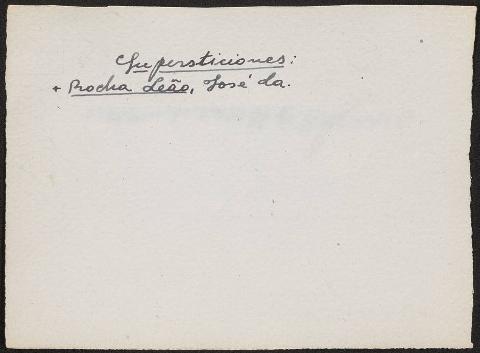 Supersticiones:
+ Rocha Leão, José da.